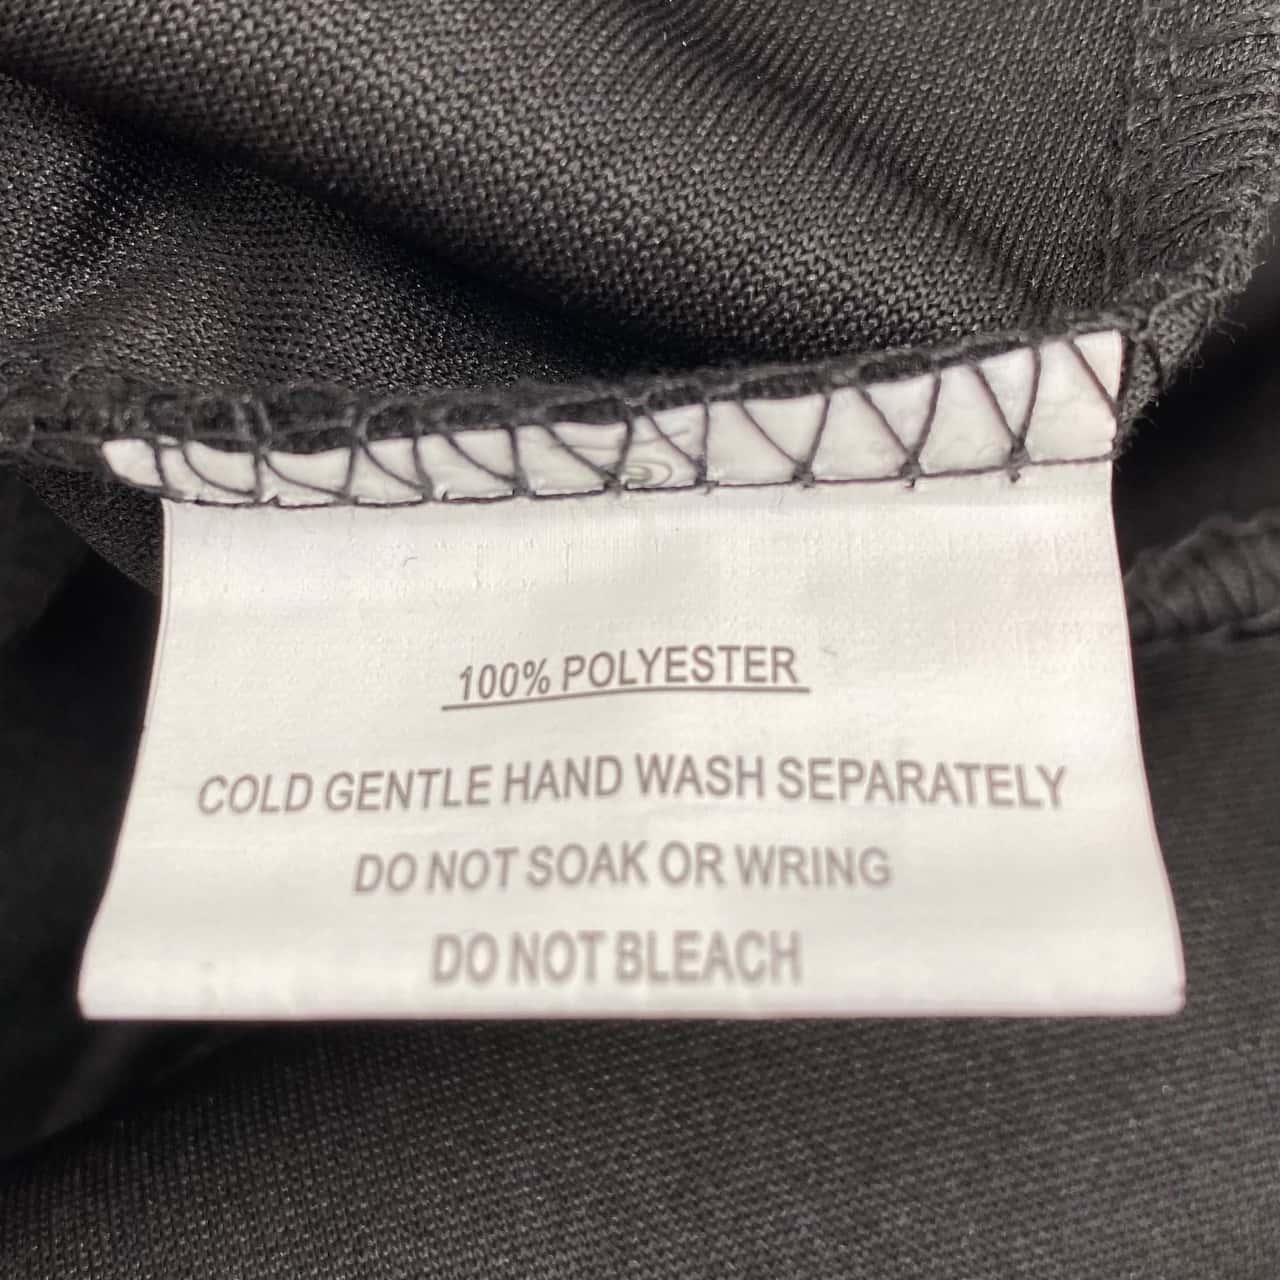 100% POLYESTER
COLD GENTLE HAND WASH SEPARATELY
DO NOT SOAK OR WRING
DO NOT BLEACH